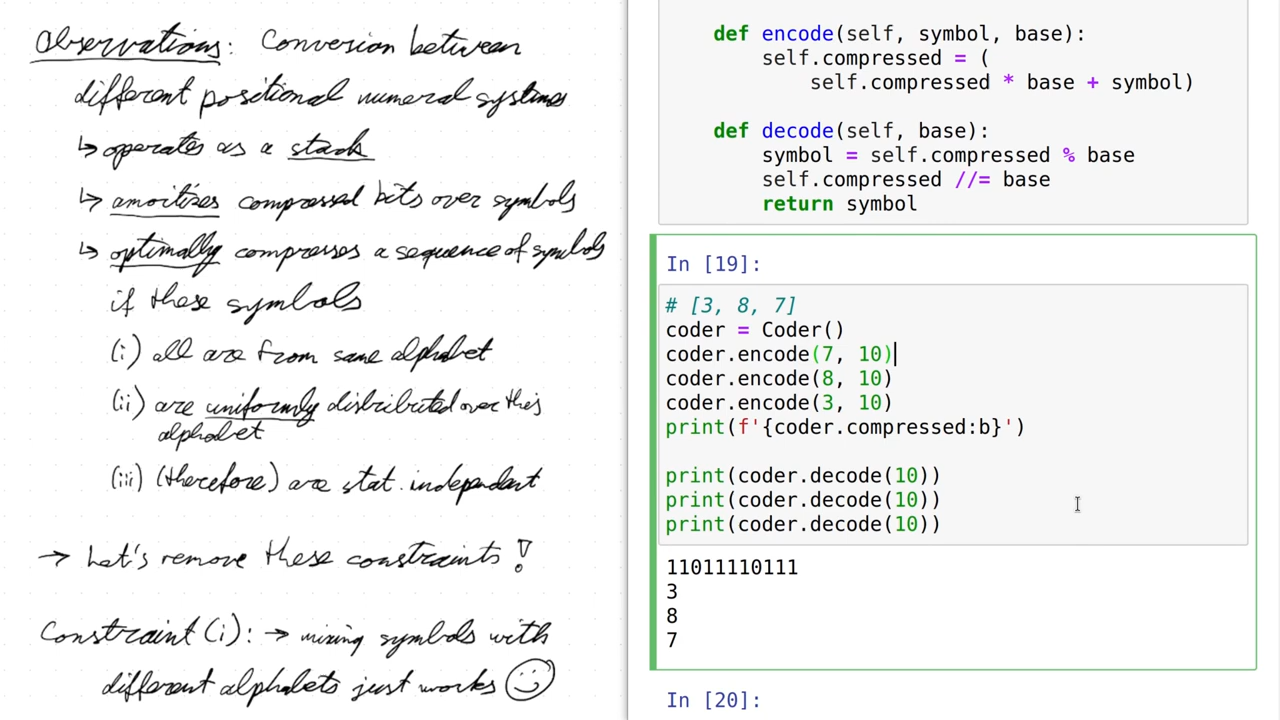 Observations: Conversion between
different positional numeral systems
↳ operates as a stack
↳ amortizes compressed bits over symbols
↳ optimally compresses a sequence of symbols
if these symbols
(i) all are from same alphabet
(ii) are uniformly distributed over this
alphabet
(iii) (therefore) are stat. independent
→ Let's remove these constraints!
Constraint (i): → mixing symbols with
different alphabets just works ☺
def encode(self, symbol, base):
self.compressed = (
self.compressed * base + symbol)
def decode(self, base):
symbol = self.compressed % base
self.compressed //= base
return symbol
In [19]:
# [3, 8, 7]
coder = Coder()
coder.encode(7, 10)
coder.encode(8, 10)
coder.encode(3, 10)
print(f'{coder.compressed:b}')
print(coder.decode(10))
print(coder.decode(10))
print(coder.decode(10))
11011110111
3
8
7
In [20]: